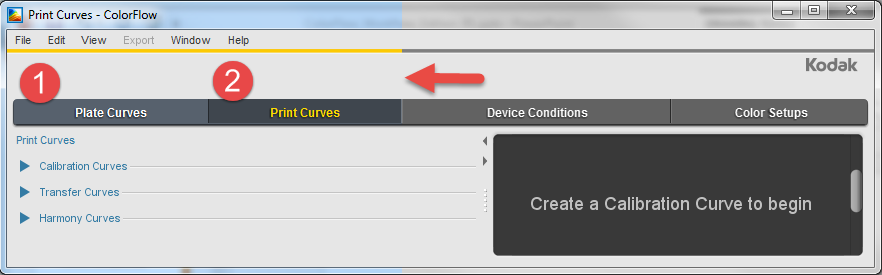 Print Curves - ColorFlow
File Edit View Export Window Help
Kodak
1 2
Plate Curves Print Curves Device Conditions Color Setups
Print Curves
Calibration Curves
Transfer Curves
Harmony Curves
Create a Calibration Curve to begin